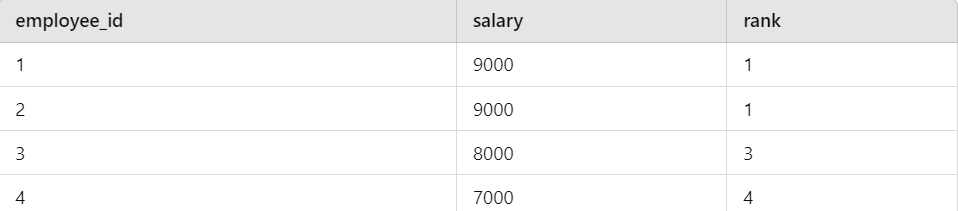 employee_id salary rank
1 9000 1
2 9000 1
3 8000 3
4 7000 4